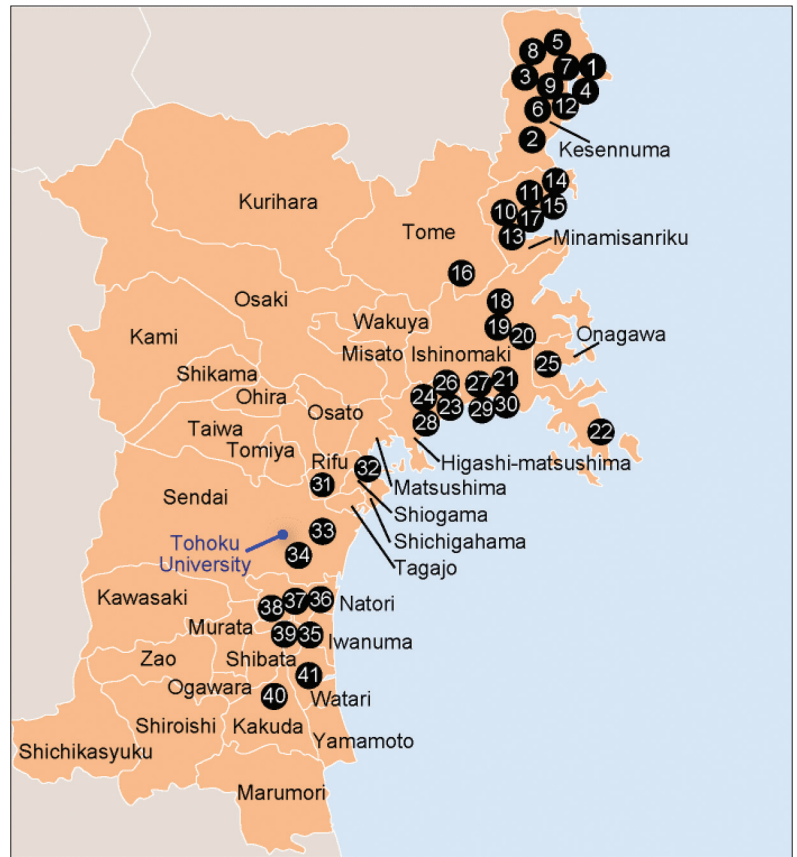 5
8
7
1
3
9
4
6
12
2
Kesennuma
14
11
Kurihara
15
10
17
Tome
13
Minamisanriku
16
Osaki
18
Wakuya
19
20
Kami
Onagawa
Misato
Ishinomaki
25
Shikama
26
27
21
Ohira
24
23
29
30
Osato
28
Taiwa
22
Tomiya
Rifu
32
Higashi-matsushima
31
Matsushima
Sendai
Shiogama
33
Shichigahama
Tohoku
University
34
Tagajo
Kawasaki
38
37
36
Natori
Murata
39
35
Iwanuma
Zao
Shibata
41
Ogawara
40
Watari
Shiroishi
Kakuda
Yamamoto
Shichikasyuku
Marumori